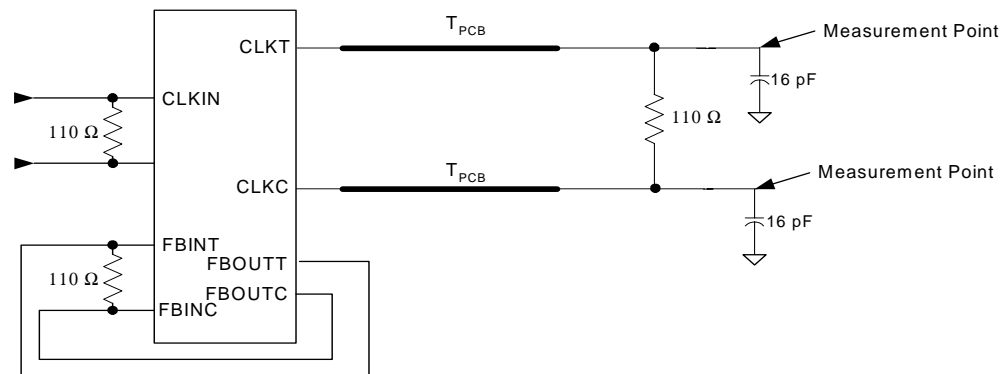 T_PCB
Measurement Point
CLKT
16 pF
CLKIN
110 Ω
110 Ω
T_PCB
Measurement Point
CLKC
16 pF
FBINT
FBOUTT
110 Ω
FBOUTC
FBINC